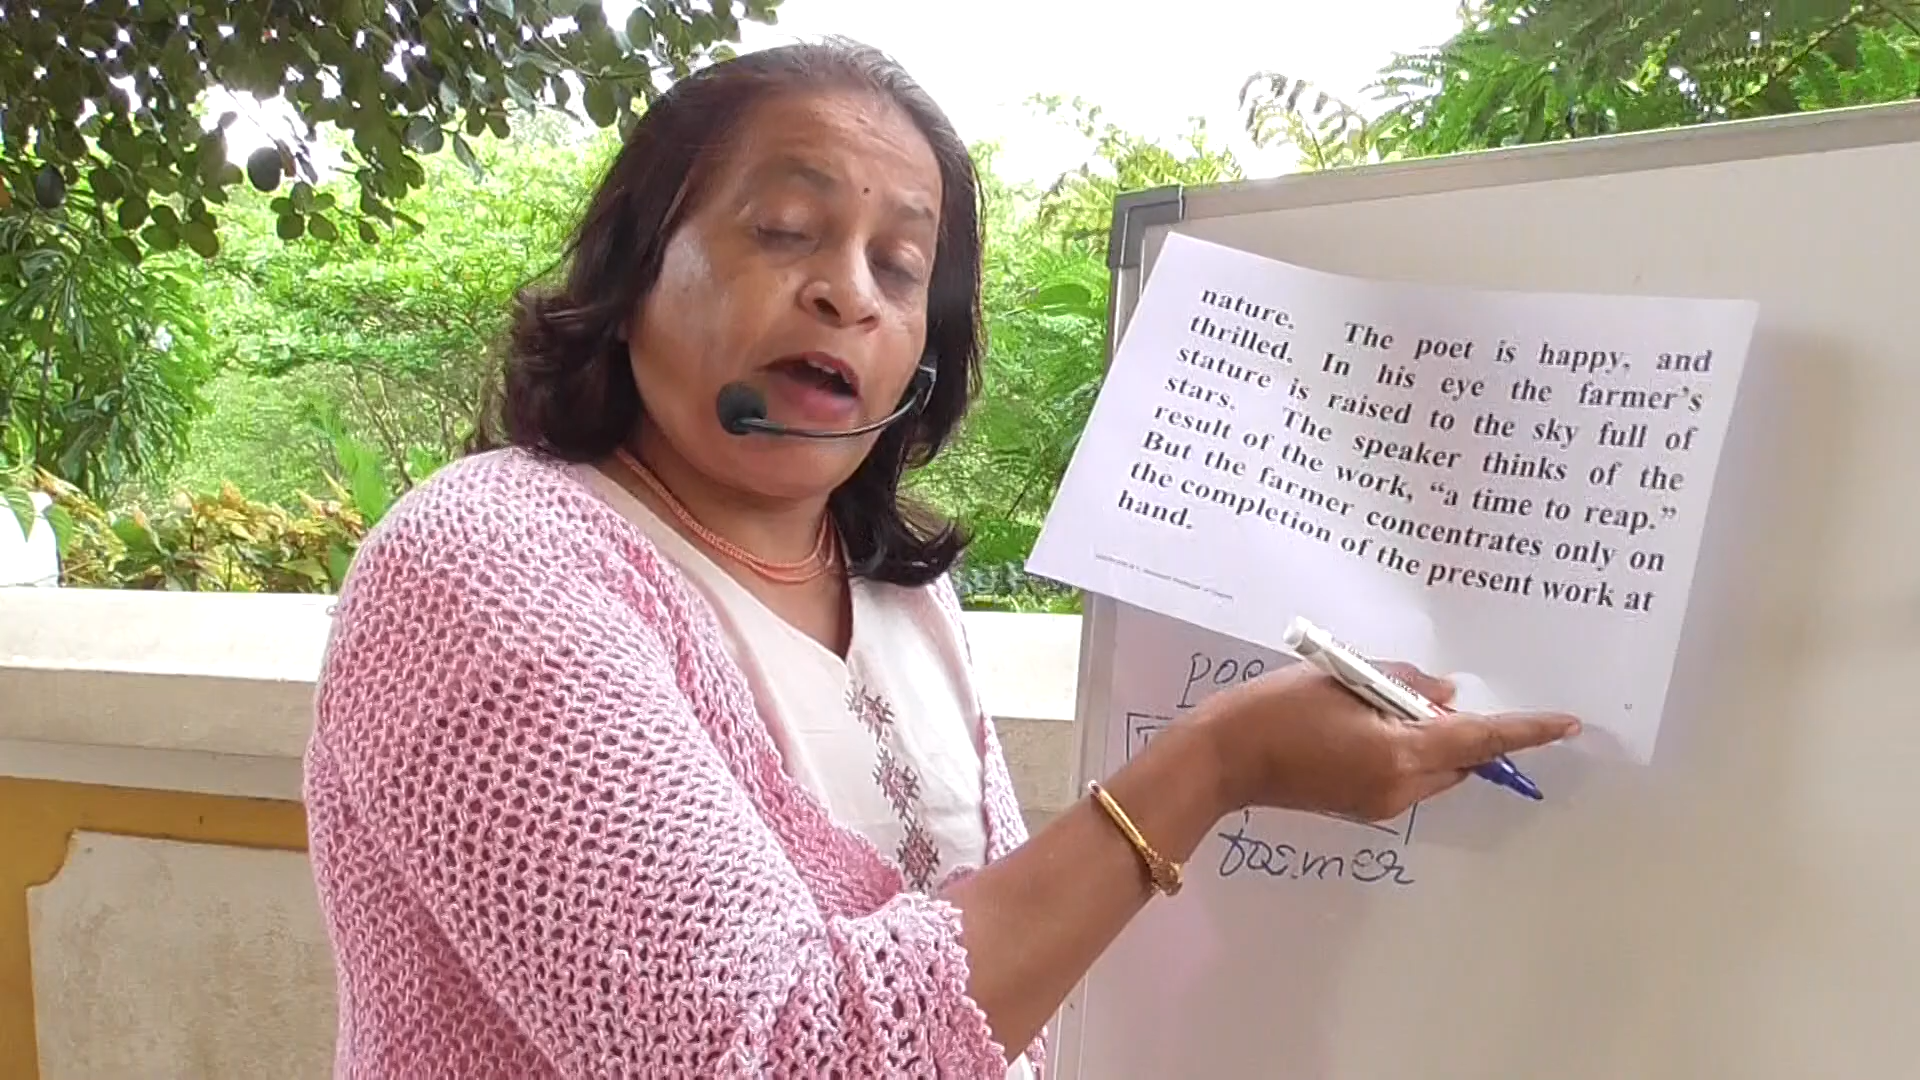 nature. The poet is happy, and
thrilled. In his eye the farmer's
stature is raised to the sky full of
stars. The speaker thinks of the
result of the work, “a time to reap.”
But the farmer concentrates only on
the completion of the present work at
hand.
poe
farmer